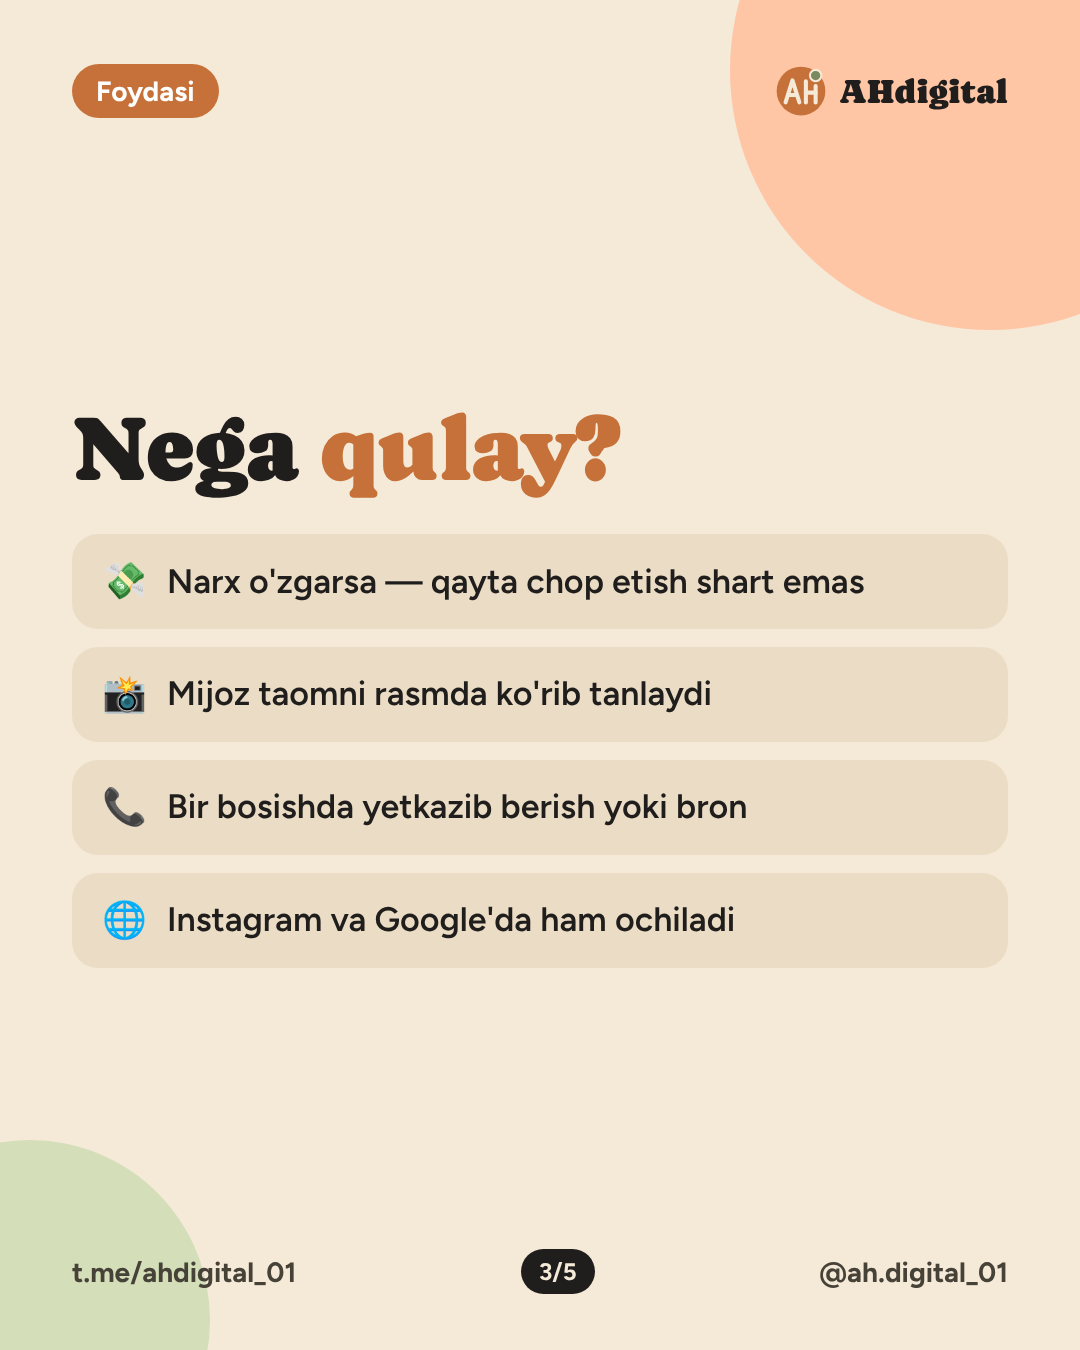 Foydasi
AH AHdigital
Nega qulay?
💸 Narx o'zgarsa — qayta chop etish shart emas
📸 Mijoz taomni rasmda ko'rib tanlaydi
📞 Bir bosishda yetkazib berish yoki bron
🌐 Instagram va Google'da ham ochiladi
t.me/ahdigital_01
3/5
@ah.digital_01